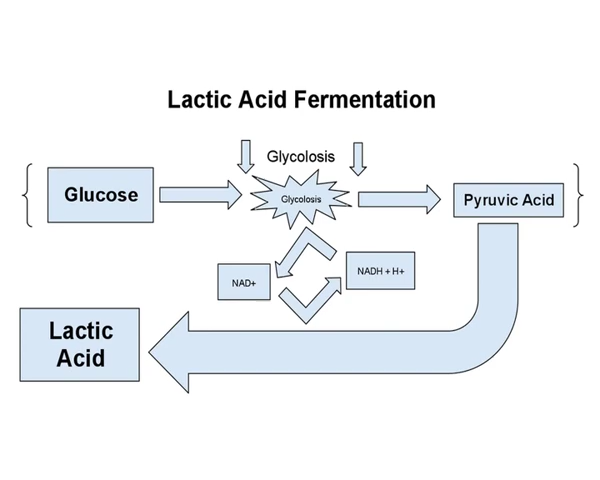 Lactic Acid Fermentation
Glycolosis
Glucose
Glycolosis
Pyruvic Acid
NAD+
NADH + H+
Lactic
Acid